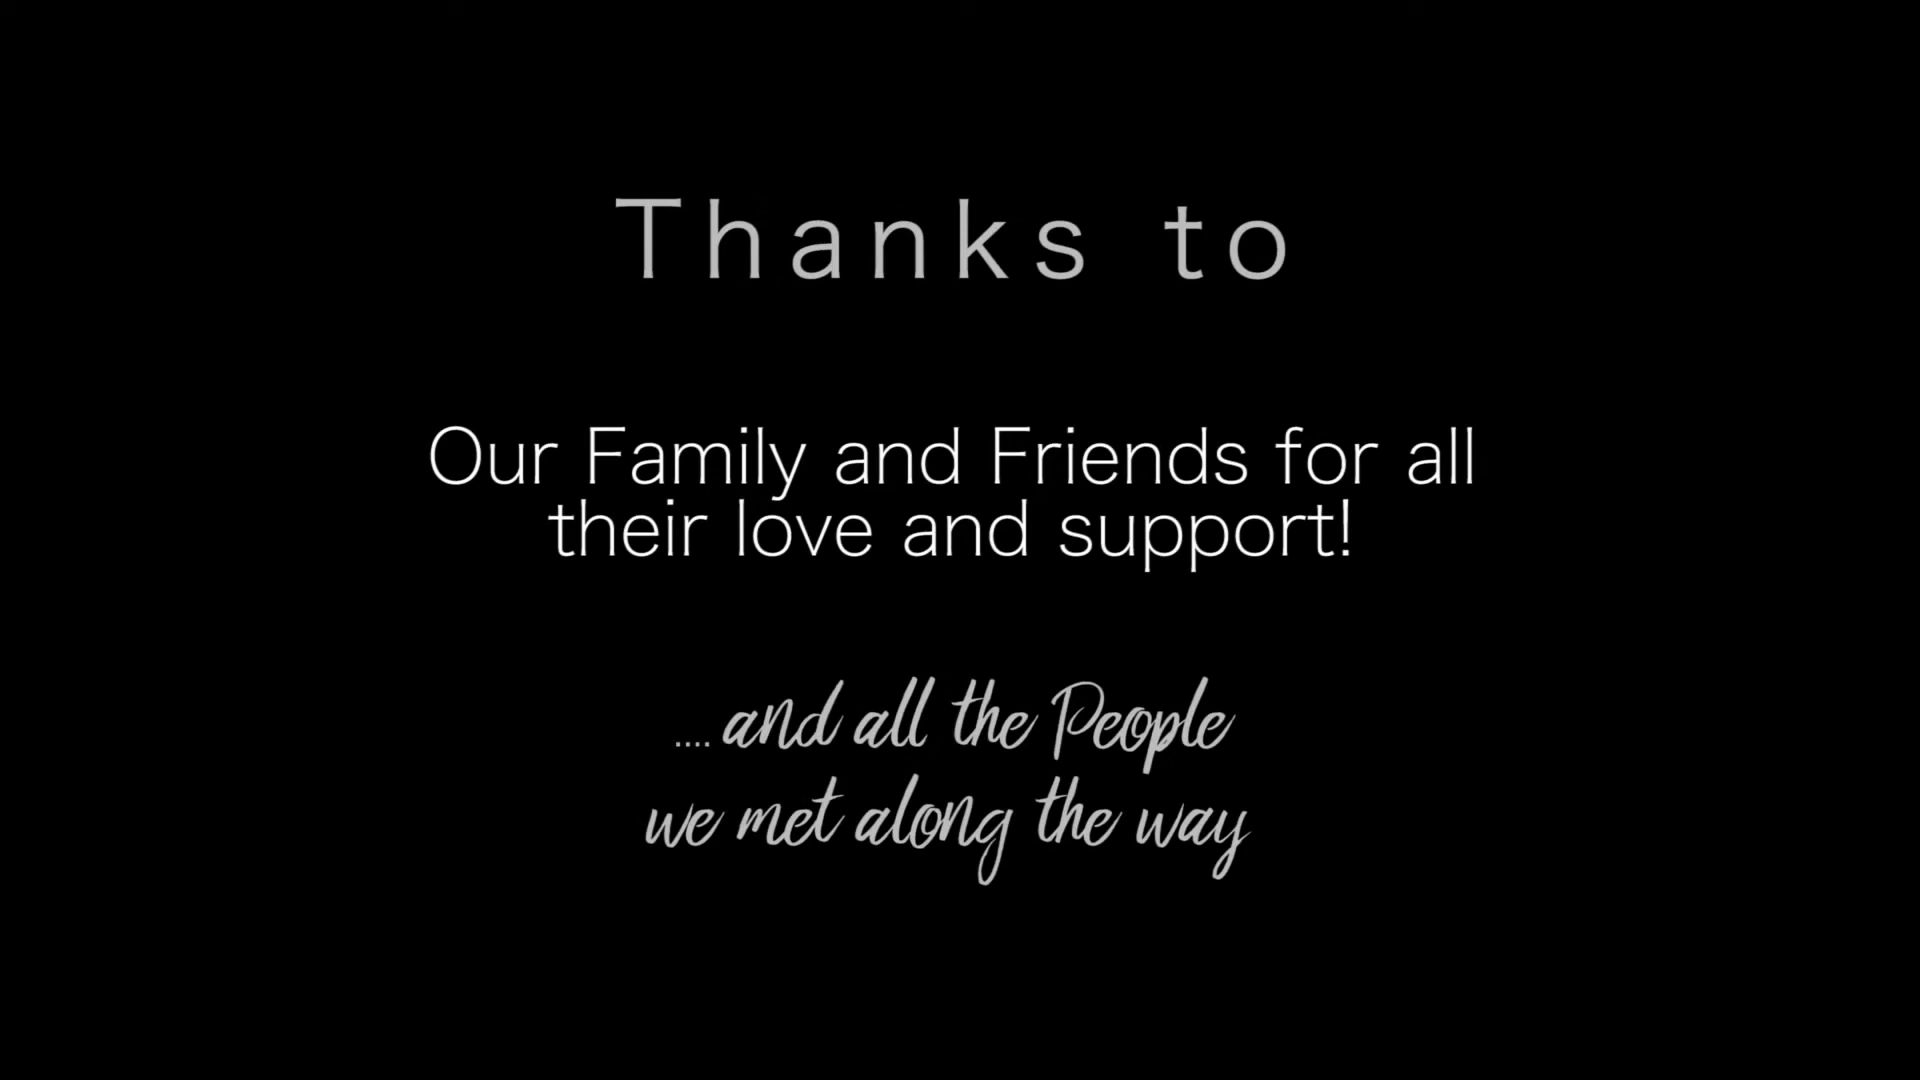 Thanks to
Our Family and Friends for all
their love and support!
.... and all the People
we met along the way